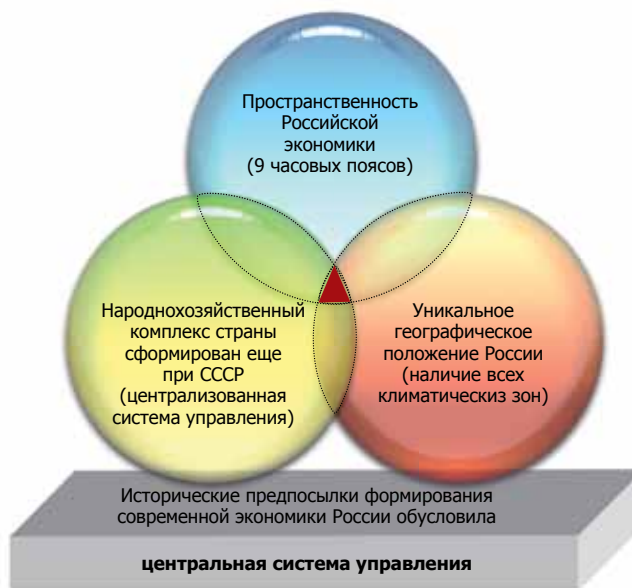 Пространственность
Российской
экономики
(9 часовых поясов)
Народнохозяйственный
комплекс страны
сформирован еще
при СССР
(централизованная
система управления)
Уникальное
географическое
положение России
(наличие всех
климатическиз зон)
Исторические предпосылки формирования
современной экономики России обусловила
центральная система управления